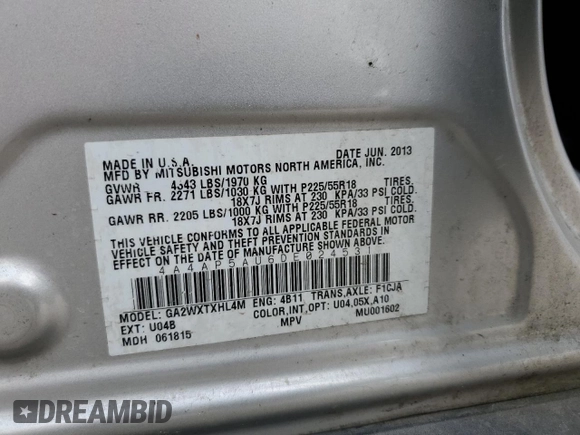 MADE IN U.S.A. DATE JUN. 2013
MFD BY MITSUBISHI MOTORS NORTH AMERICA, INC.
GVWR 4343 LBS/1970 KG
GAWR FR. 2271 LBS/1030 KG WITH P225/55R18 TIRES,
18X7J RIMS AT 230 KPA/33 PSI COLD.
GAWR RR. 2205 LBS/1000 KG WITH P225/55R18 TIRES,
18X7J RIMS AT 230 KPA/33 PSI COLD.
THIS VEHICLE CONFORMS TO ALL APPLICABLE FEDERAL MOTOR
VEHICLE SAFETY AND THEFT PREVENTION STANDARDS IN
EFFECT ON THE DATE OF MANUFACTURE SHOWN ABOVE.
4A4AP5AU6DE024531
MODEL: GA2WXTXHL4M ENG: 4B11 TRANS,AXLE: F1CJA
EXT: U04B COLOR,INT,OPT: U04,05X,A10
MDH 061815 MPV MU001602
DREAMBID